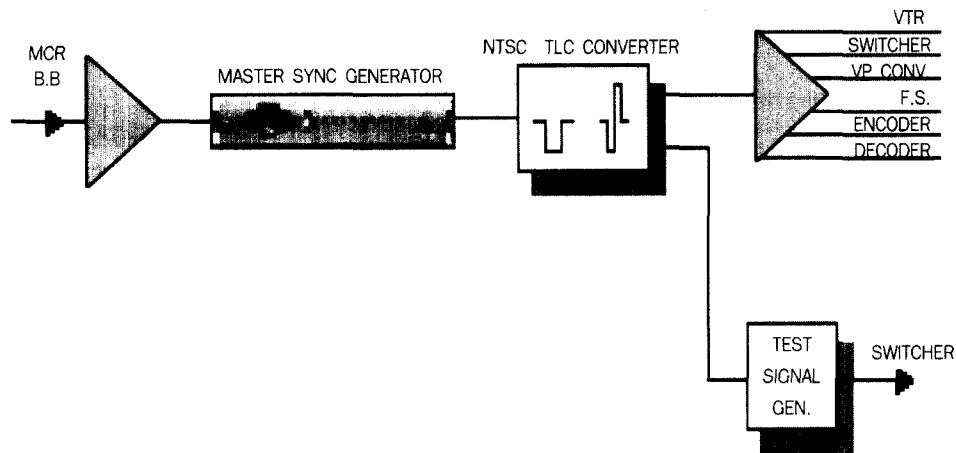 VTR
MCR
B.B
NTSC TLC CONVERTER
SWITCHER
MASTER SYNC GENERATOR
VP CONV.
F.S.
ENCODER
DECODER
TEST
SIGNAL
GEN.
SWITCHER